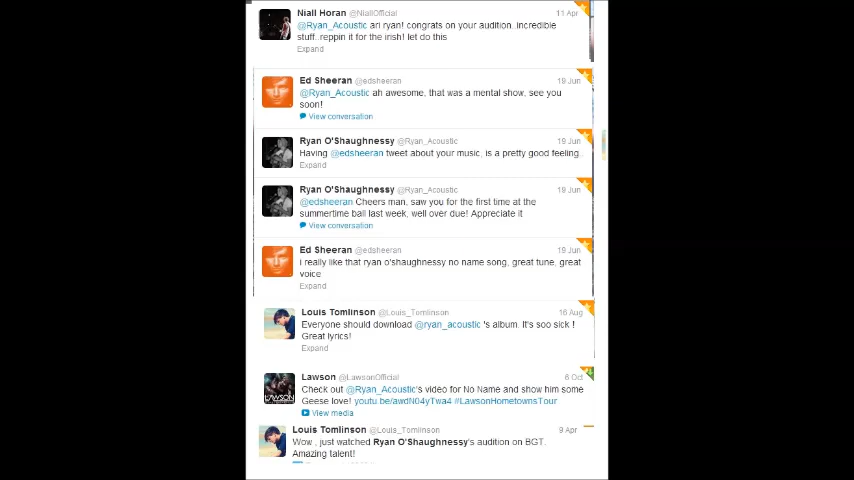 Niall Horan @NiallOfficial 11 Apr
@Ryan_Acoustic ari ryan! congrats on your audition..incredible
stuff..reppin it for the irish! let do this
Expand
Ed Sheeran @edsheeran 19 Jun
@Ryan_Acoustic ah awesome, that was a mental show, see you
soon!
View conversation
Ryan O'Shaughnessy @Ryan_Acoustic 19 Jun
Having @edsheeran tweet about your music, is a pretty good feeling..
Expand
Ryan O'Shaughnessy @Ryan_Acoustic 19 Jun
@edsheeran Cheers man, saw you for the first time at the
summertime ball last week, well over due! Appreciate it
View conversation
Ed Sheeran @edsheeran 19 Jun
i really like that ryan o'shaughnessy no name song, great tune, great
voice
Expand
Louis Tomlinson @Louis_Tomlinson 16 Aug
Everyone should download @ryan_acoustic 's album. It's soo sick !
Great lyrics!
Expand
Lawson @LawsonOfficial 6 Oct
Check out @Ryan_Acoustic's video for No Name and show him some
Geese love! youtu.be/awdN04yTwa4 #LawsonHometownsTour
LAWSON
View media
Louis Tomlinson @Louis_Tomlinson 9 Apr
Wow , just watched Ryan O'Shaughnessy's audition on BGT.
Amazing talent!